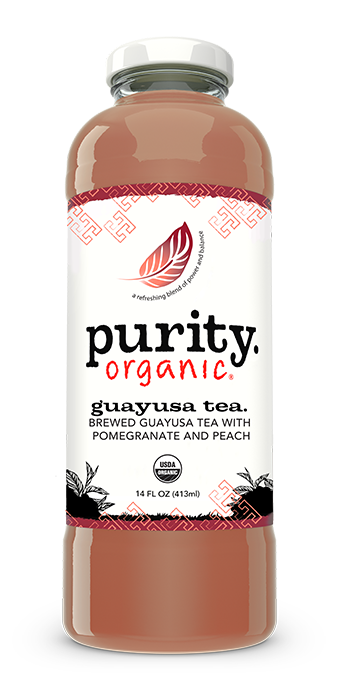 a refreshing blend of power and balance
purity.
organic®
guayusa tea.
BREWED GUAYUSA TEA WITH
POMEGRANATE AND PEACH
USDA
ORGANIC
14 FL OZ (413ml)